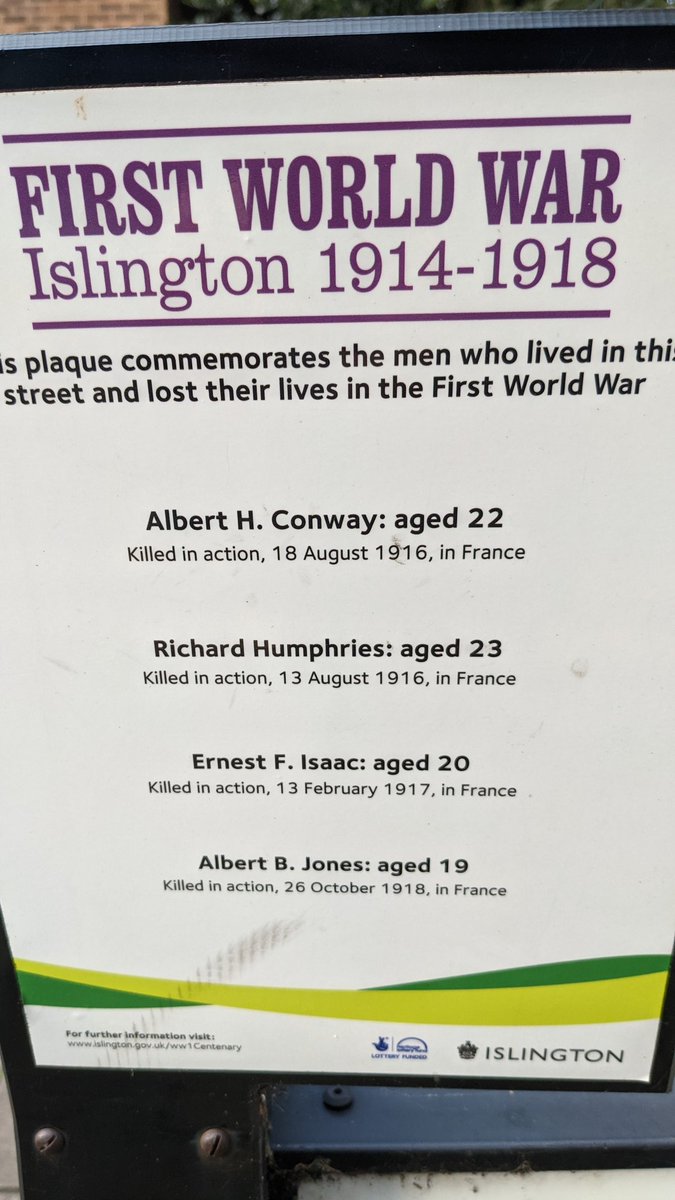 FIRST WORLD WAR
Islington 1914-1918
is plaque commemorates the men who lived in this
street and lost their lives in the First World War
Albert H. Conway: aged 22
Killed in action, 18 August 1916, in France
Richard Humphries: aged 23
Killed in action, 13 August 1916, in France
Ernest F. Isaac: aged 20
Killed in action, 13 February 1917, in France
Albert B. Jones: aged 19
Killed in action, 26 October 1918, in France
For further information visit:
www.islington.gov.uk/ww1Centenary
LOTTERY FUNDED
ISLINGTON